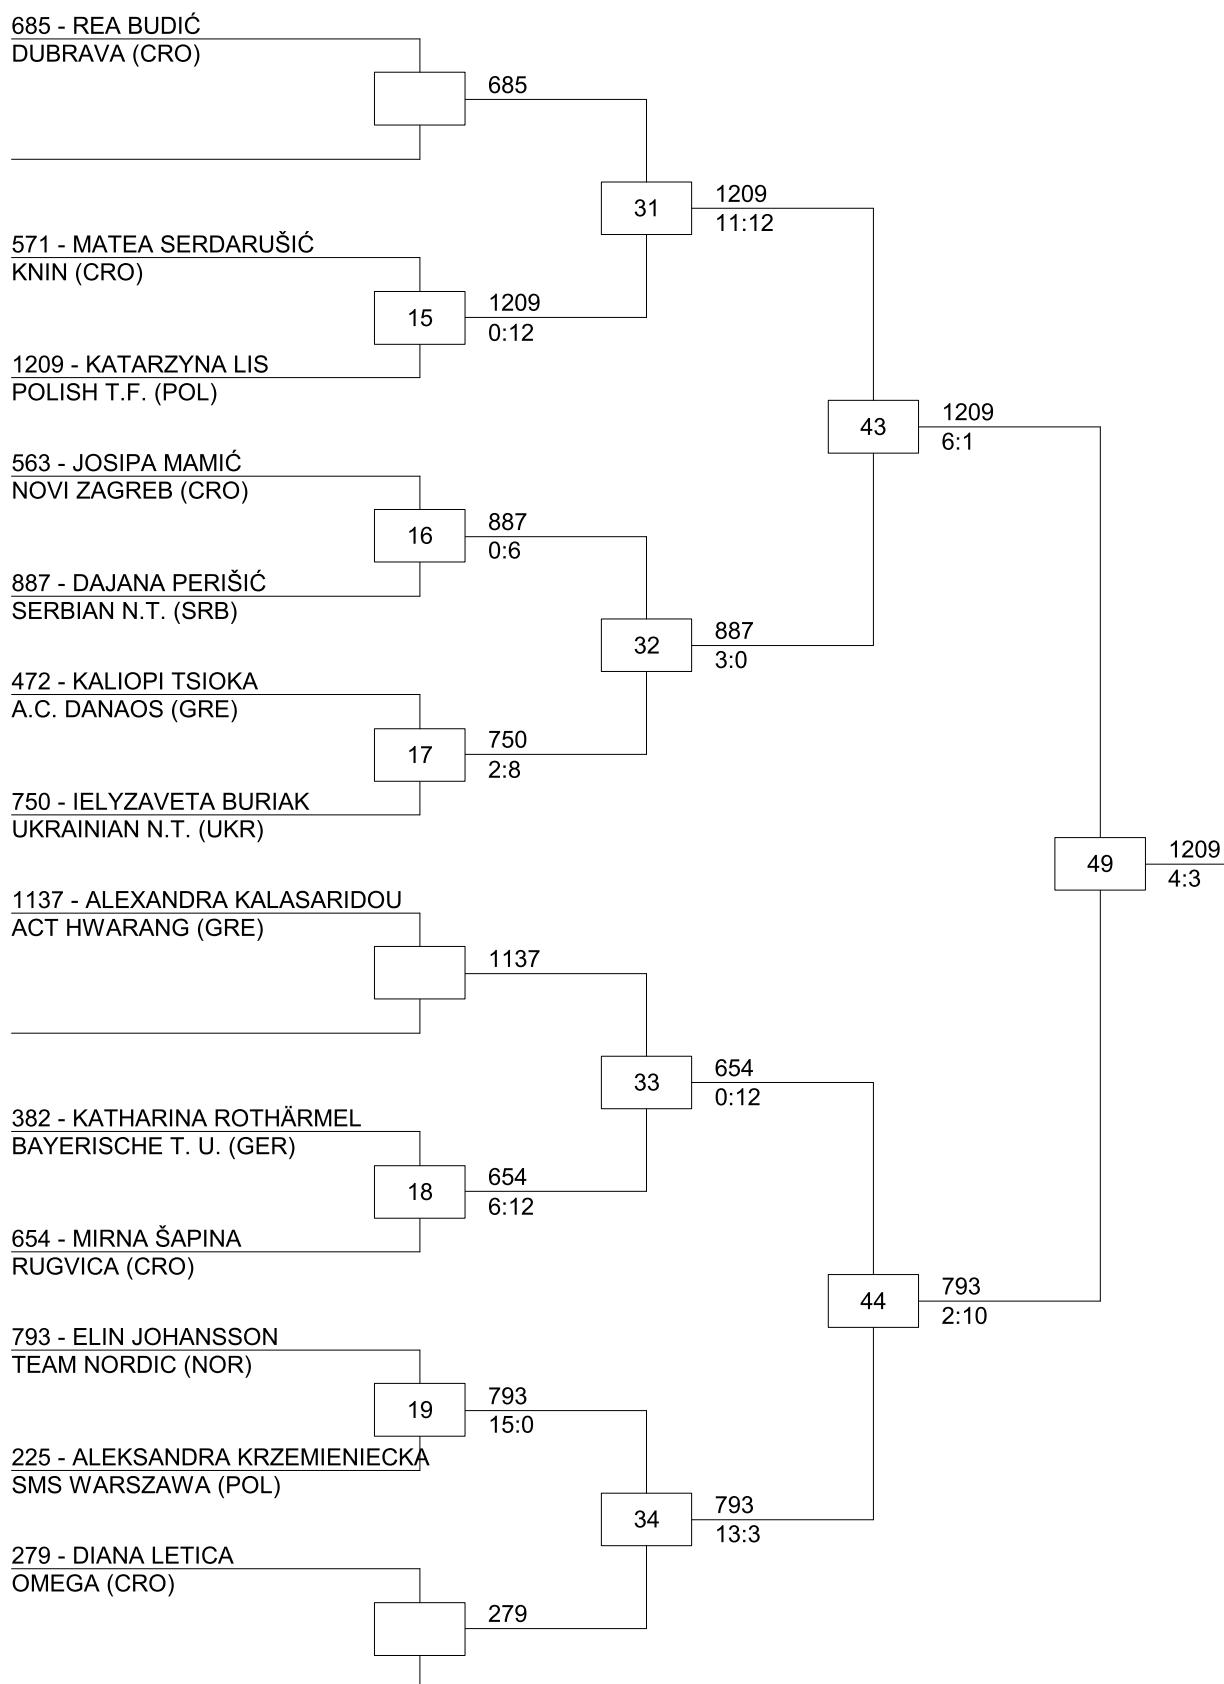 685 - REA BUDIĆ
DUBRAVA (CRO)
685
31
1209
11:12
571 - MATEA SERDARUŠIĆ
KNIN (CRO)
15
1209
0:12
1209 - KATARZYNA LIS
POLISH T.F. (POL)
43
1209
6:1
563 - JOSIPA MAMIĆ
NOVI ZAGREB (CRO)
16
887
0:6
887 - DAJANA PERIŠIĆ
SERBIAN N.T. (SRB)
32
887
3:0
472 - KALIOPI TSIOKA
A.C. DANAOS (GRE)
17
750
2:8
750 - IELYZAVETA BURIAK
UKRAINIAN N.T. (UKR)
49
1209
4:3
1137 - ALEXANDRA KALASARIDOU
ACT HWARANG (GRE)
1137
33
654
0:12
382 - KATHARINA ROTHÄRMEL
BAYERISCHE T. U. (GER)
18
654
6:12
654 - MIRNA ŠAPINA
RUGVICA (CRO)
44
793
2:10
793 - ELIN JOHANSSON
TEAM NORDIC (NOR)
19
793
15:0
225 - ALEKSANDRA KRZEMIENIECKA
SMS WARSZAWA (POL)
34
793
13:3
279 - DIANA LETICA
OMEGA (CRO)
279